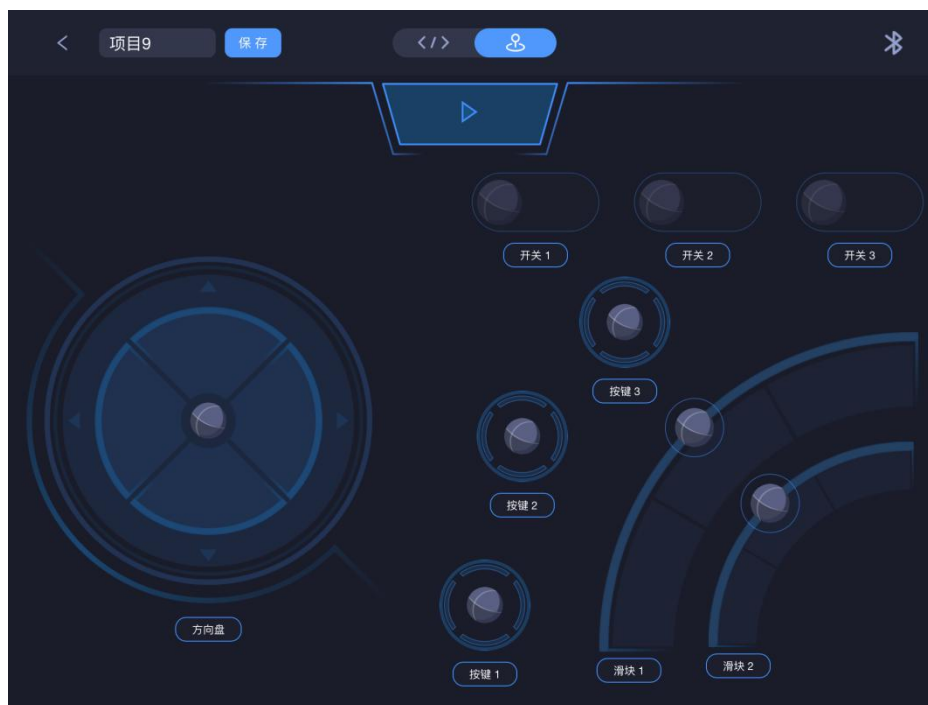 项目9
保存
</>
开关 1
开关 2
开关 3
按键 3
按键 2
方向盘
按键 1
滑块 1
滑块 2